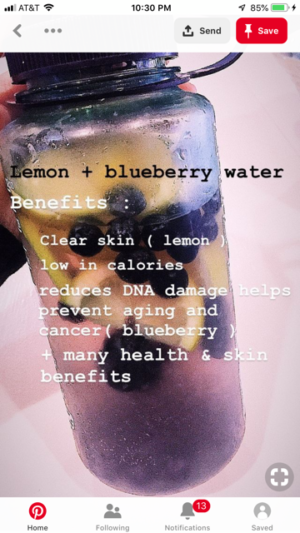 AT&T 10:30 PM 85%
Send Save
Lemon + blueberry water
Benefits :
Clear skin ( lemon )
low in calories
reduces DNA damage helps
prevent aging and
cancer ( blueberry )
+ many health & skin
benefits
13
Home Following Notifications Saved